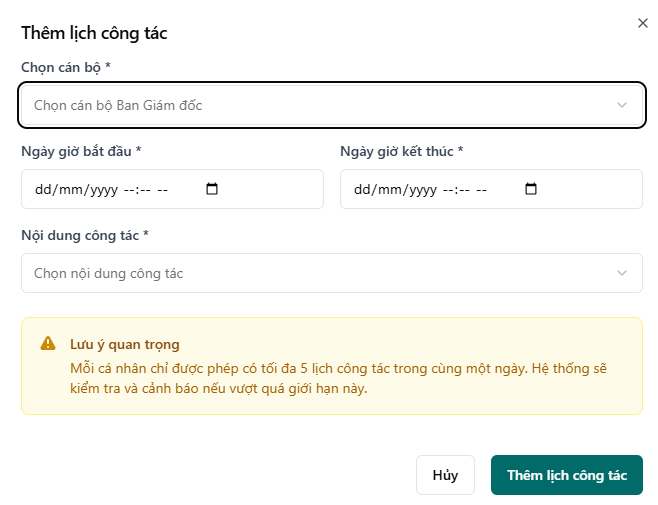 Thêm lịch công tác
Chọn cán bộ *
Chọn cán bộ Ban Giám đốc
Ngày giờ bắt đầu *
Ngày giờ kết thúc *
dd/mm/yyyy --:-- --
dd/mm/yyyy --:-- --
Nội dung công tác *
Chọn nội dung công tác
Lưu ý quan trọng
Mỗi cá nhân chỉ được phép có tối đa 5 lịch công tác trong cùng một ngày. Hệ thống sẽ
kiểm tra và cảnh báo nếu vượt quá giới hạn này.
Hủy
Thêm lịch công tác